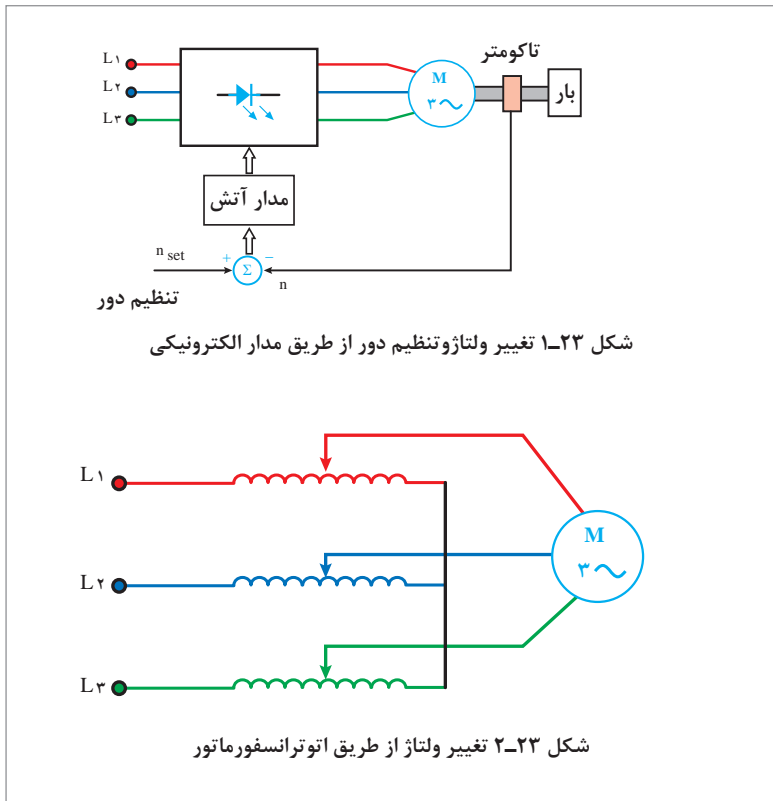 تاکومتر
L۱
L۲
L۳
M
۳
بار
مدار آتش
n set
+
−
Σ
n
تنظیم دور
شکل ۲۳ـ۱ تغییر ولتاژوتنظیم دور از طریق مدار الکترونیکی
L۱
L۲
L۳
M
۳
شکل ۲۳ـ۲ تغییر ولتاژ از طریق اتوترانسفورماتور